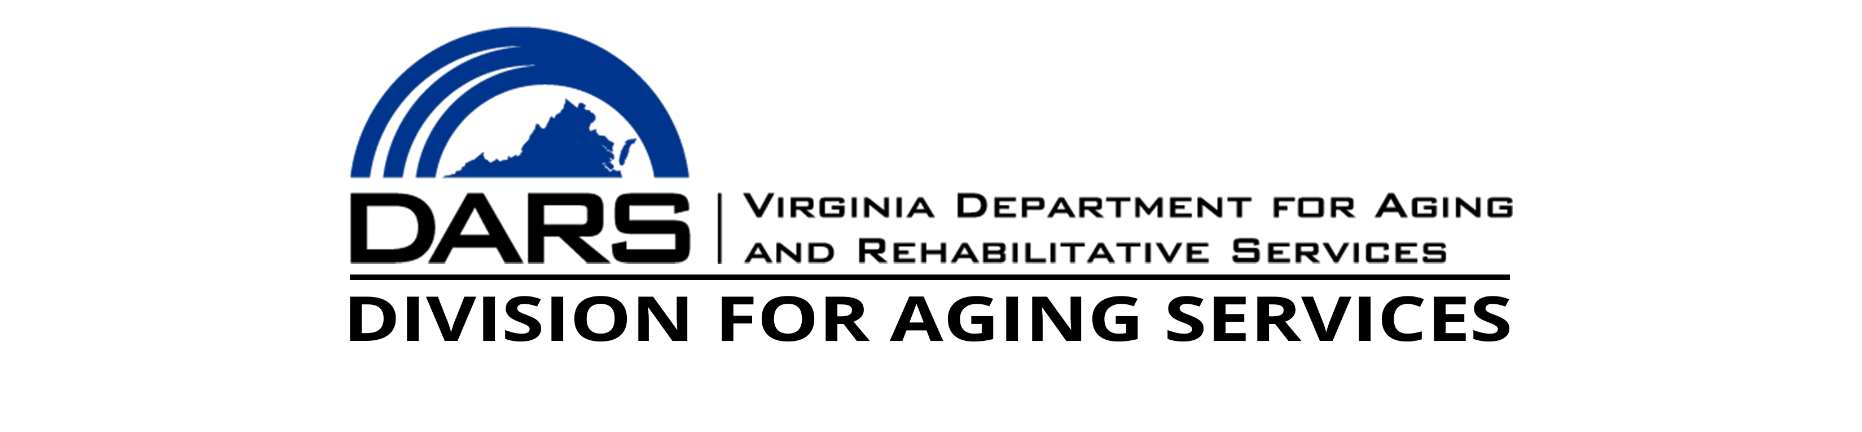 DARS
Virginia Department for Aging
and Rehabilitative Services
DIVISION FOR AGING SERVICES